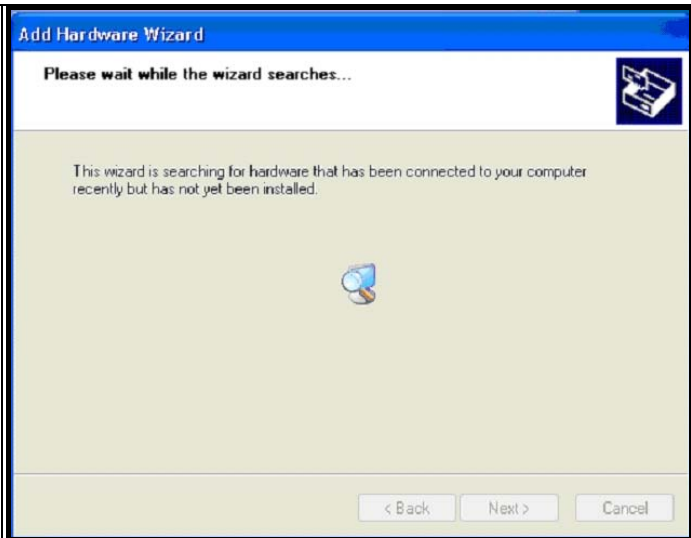 Add Hardware Wizard
Please wait while the wizard searches...
This wizard is searching for hardware that has been connected to your computer
recently but has not yet been installed.
< Back Next > Cancel